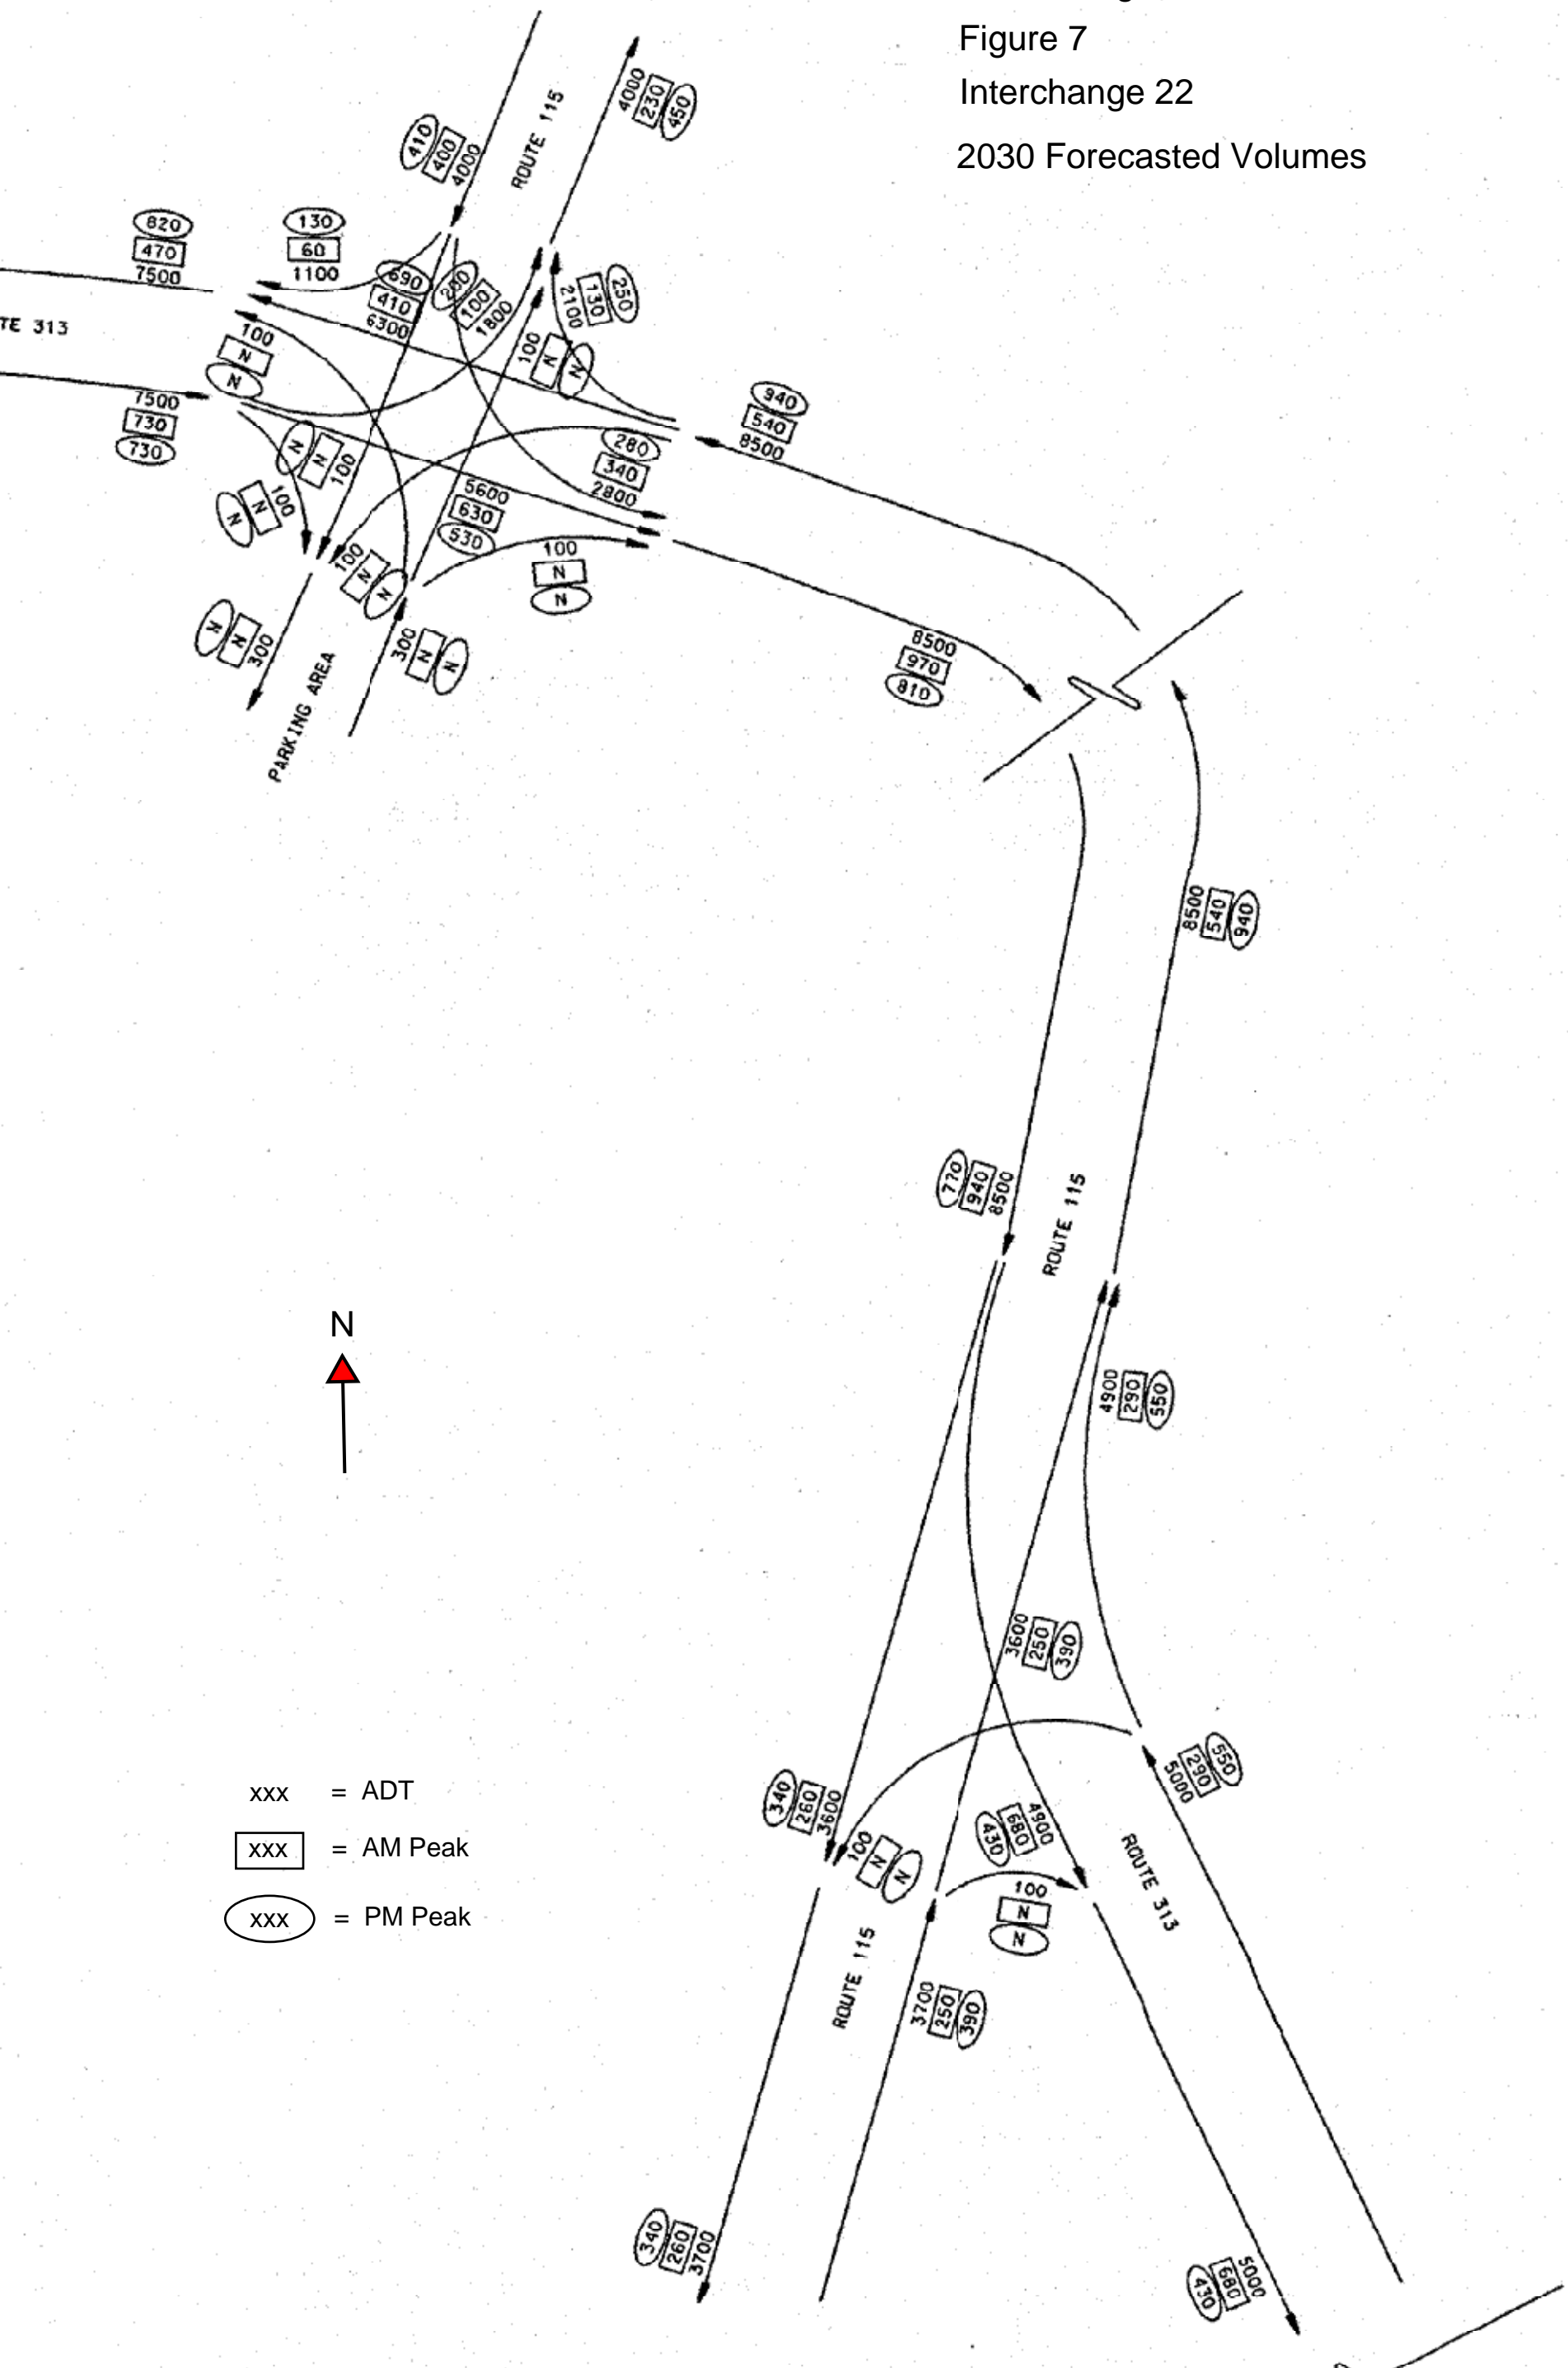 Figure 7
Interchange 22
2030 Forecasted Volumes
4000
230
450
ROUTE 115
410
400
4000
820
470
7500
130
60
1100
690
410
6300
200
100
1800
2100
130
250
TE 313
100
N
N
100
N
N
7500
730
730
940
540
8500
N
N
100
280
340
2800
N
N
100
5600
630
530
100
N
N
100
N
N
N
N
300
300
N
N
PARKING AREA
8500
970
810
8500
540
940
770
940
8500
ROUTE 115
N
4900
290
550
3600
250
390
550
290
5000
340
260
3600
100
N
N
4900
680
430
100
N
N
ROUTE 313
xxx = ADT
xxx = AM Peak
xxx = PM Peak
ROUTE 115
3700
250
390
340
260
3700
5000
680
430